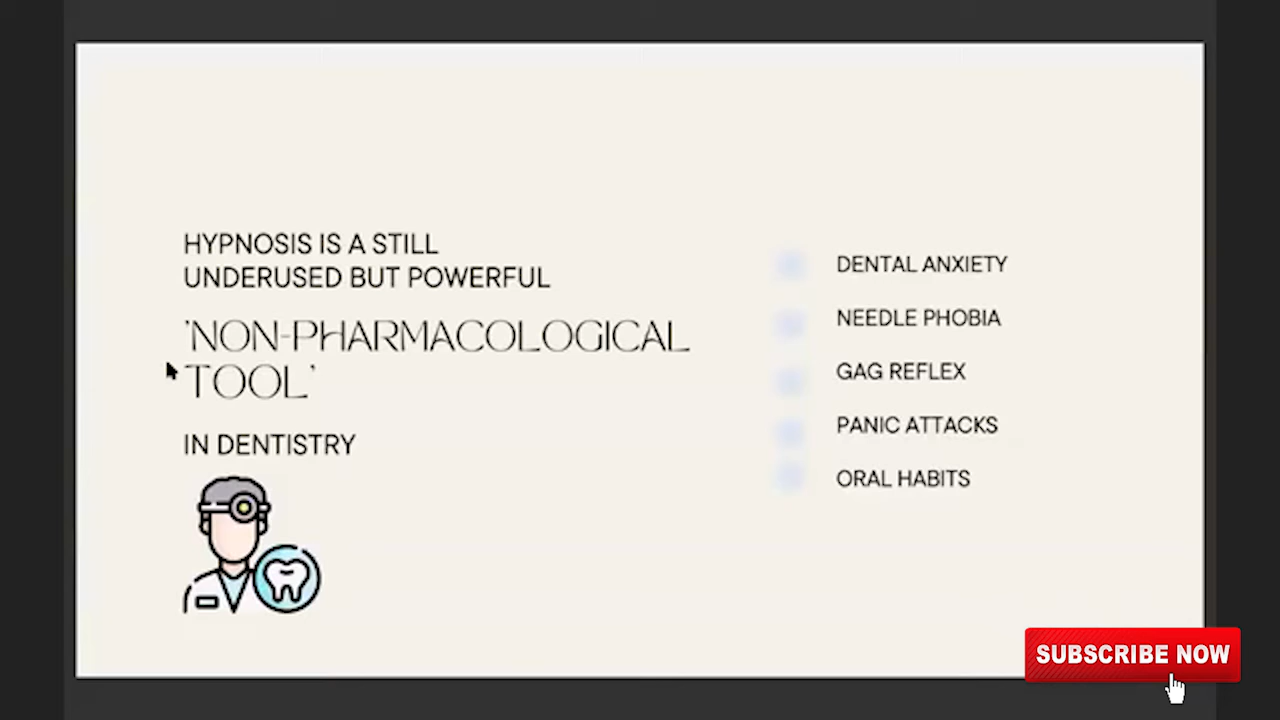 HYPNOSIS IS A STILL
UNDERUSED BUT POWERFUL
'NON-PHARMACOLOGICAL
TOOL'
IN DENTISTRY
DENTAL ANXIETY
NEEDLE PHOBIA
GAG REFLEX
PANIC ATTACKS
ORAL HABITS
SUBSCRIBE NOW